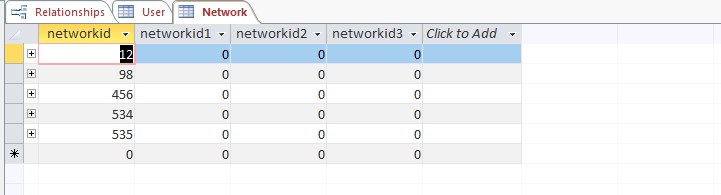 Relationships User Network
networkid networkid1 networkid2 networkid3 Click to Add
12 0 0 0
98 0 0 0
456 0 0 0
534 0 0 0
535 0 0 0
* 0 0 0 0